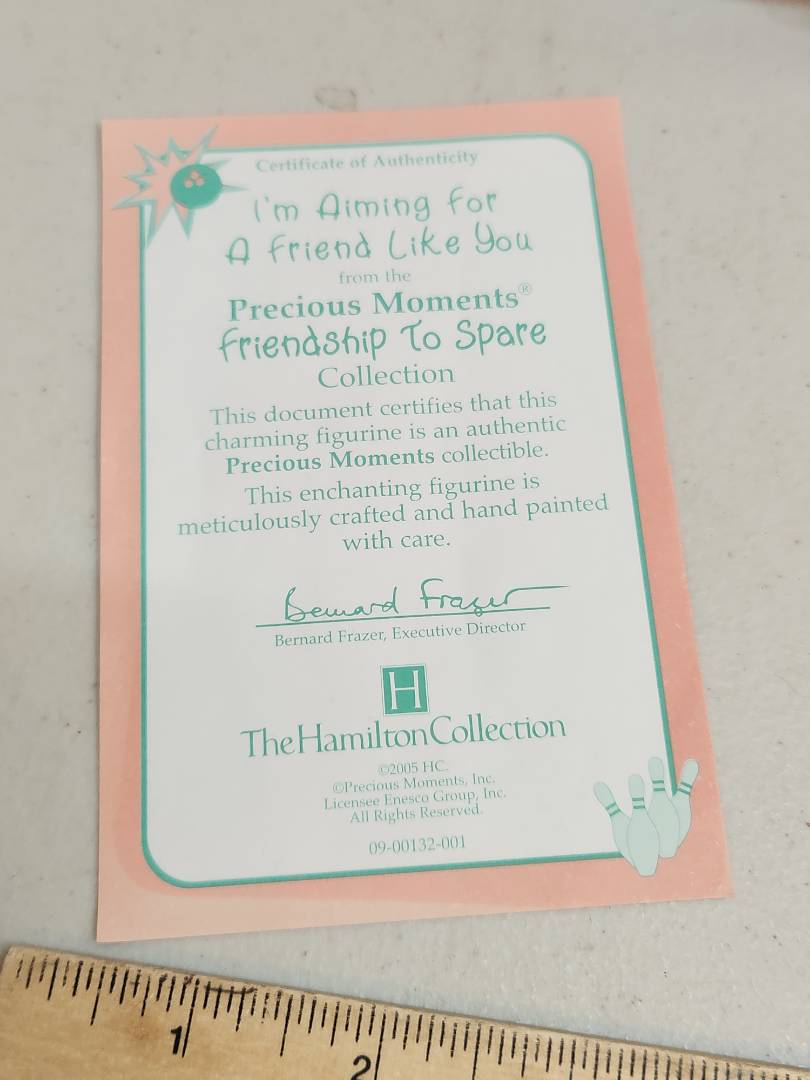 Certificate of Authenticity
I'm Aiming For
A Friend Like You
from the
Precious Moments®
Friendship To Spare
Collection
This document certifies that this
charming figurine is an authentic
Precious Moments collectible.
This enchanting figurine is
meticulously crafted and hand painted
with care.
Bernard Frazer
Bernard Frazer, Executive Director
H
The Hamilton Collection
©2005 HC.
©Precious Moments, Inc.
Licensee Enesco Group, Inc.
All Rights Reserved.
09-00132-001
1
2